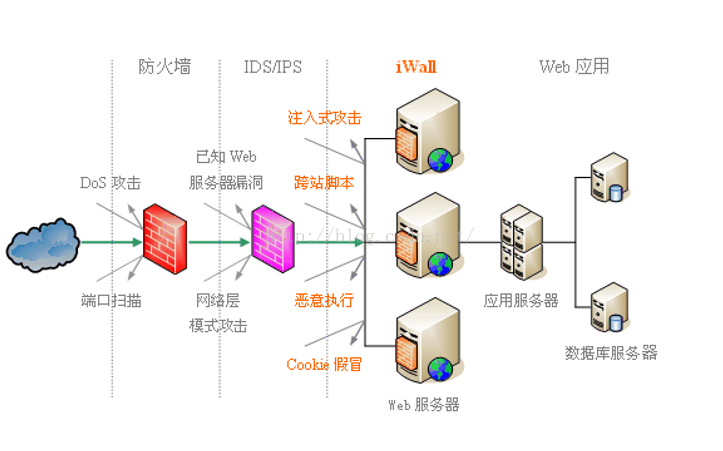 防火墙
IDS/IPS
iWall
Web 应用
注入式攻击
已知 Web
服务器漏洞
DoS 攻击
跨站脚本
端口扫描
网络层
模式攻击
恶意执行
应用服务器
Cookie 假冒
数据库服务器
Web 服务器